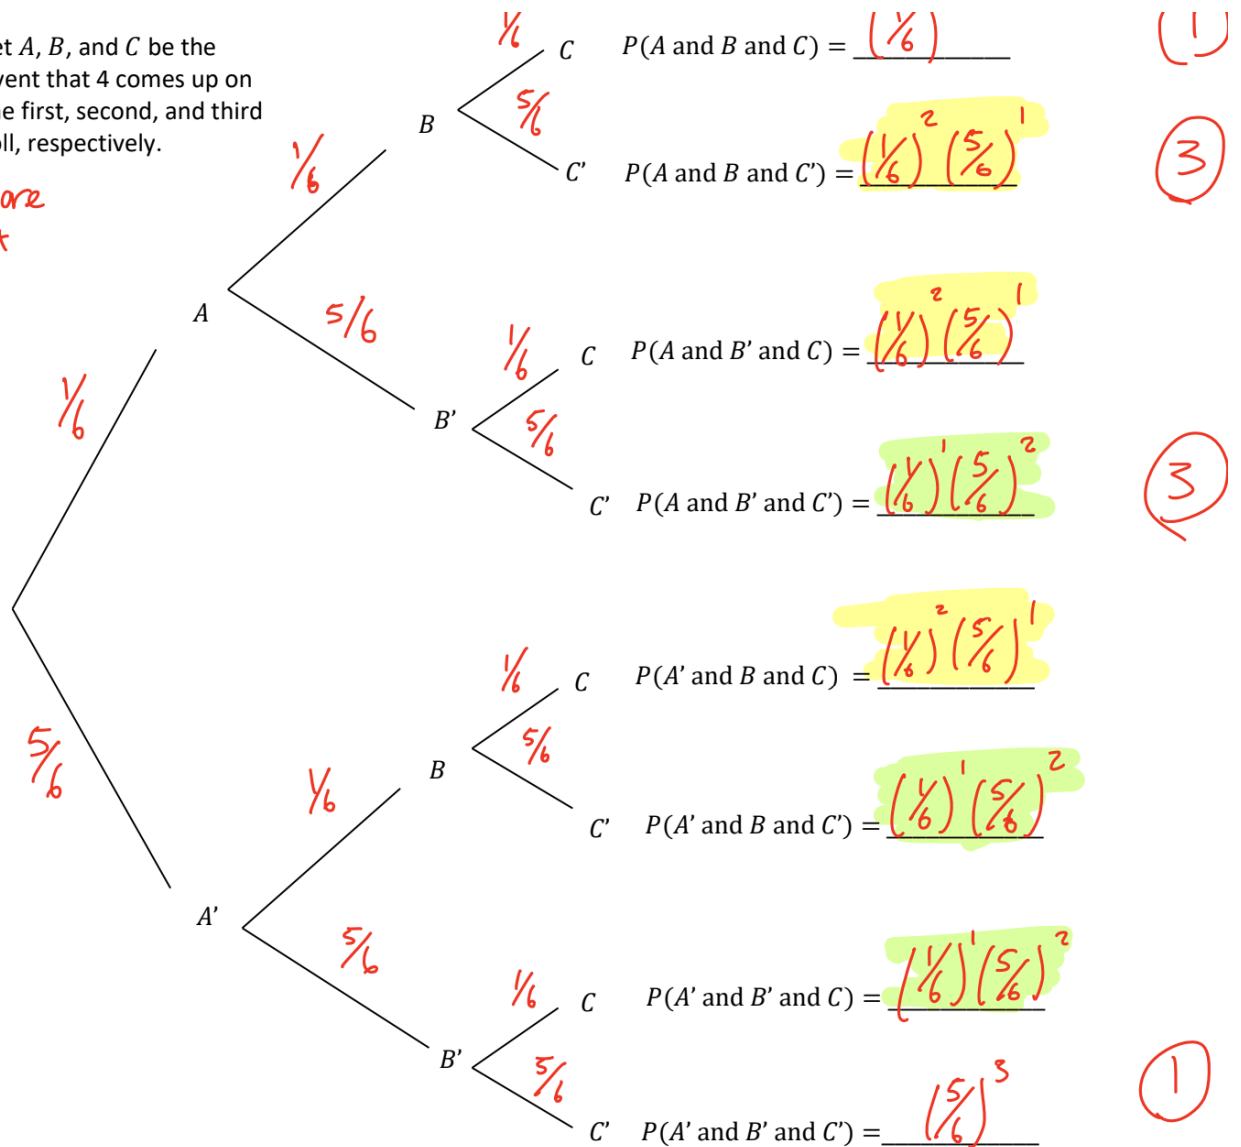 1/6 C P(A and B and C) = (1/6) (1)
et A, B, and C be the
vent that 4 comes up on
ne first, second, and third
oll, respectively.
5/6
B
C' P(A and B and C') = (1/6)² (5/6)¹ (3)
1/6
ore
A
5/6
1/6 C P(A and B' and C) = (1/6)² (5/6)¹
1/6
B'
5/6
C' P(A and B' and C') = (1/6)¹ (5/6)² (3)
1/6 C P(A' and B and C) = (1/6)² (5/6)¹
5/6
5/6
B
1/6
C' P(A' and B and C') = (1/6)¹ (5/6)²
A'
5/6
1/6 C P(A' and B' and C) = (1/6)¹ (5/6)²
B'
5/6
C' P(A' and B' and C') = (5/6)³ (1)